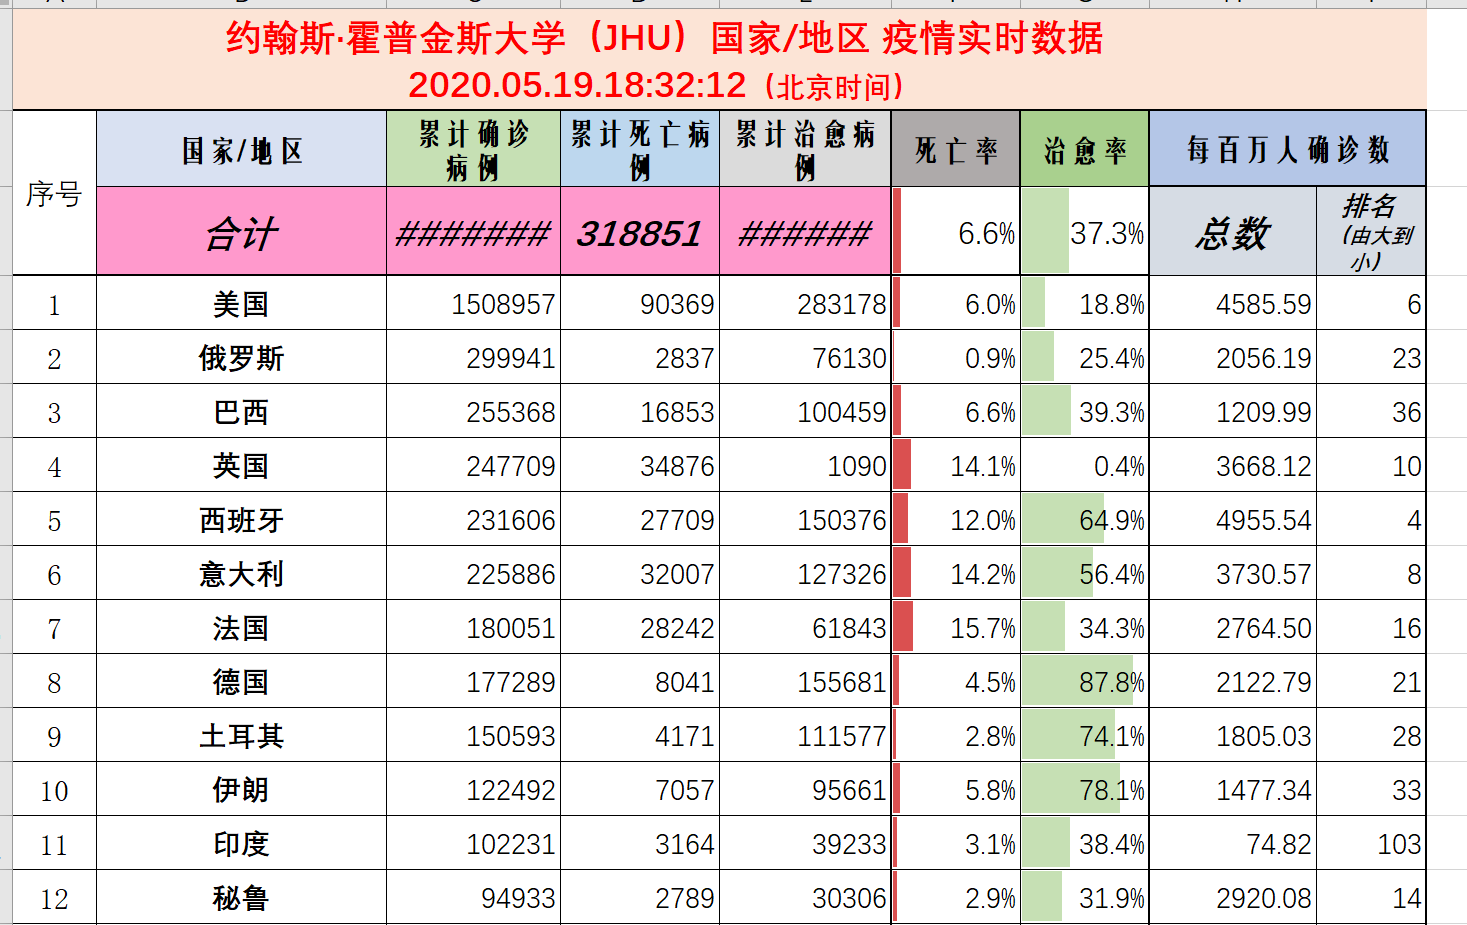 约翰斯·霍普金斯大学（JHU）国家/地区 疫情实时数据
2020.05.19.18:32:12（北京时间）
序号 国家/地区 累计确诊病例 累计死亡病例 累计治愈病例 死亡率 治愈率 每百万人确诊数
合计 ####### 318851 ###### 6.6% 37.3% 总数 排名（由大到小）
1 美国 1508957 90369 283178 6.0% 18.8% 4585.59 6
2 俄罗斯 299941 2837 76130 0.9% 25.4% 2056.19 23
3 巴西 255368 16853 100459 6.6% 39.3% 1209.99 36
4 英国 247709 34876 1090 14.1% 0.4% 3668.12 10
5 西班牙 231606 27709 150376 12.0% 64.9% 4955.54 4
6 意大利 225886 32007 127326 14.2% 56.4% 3730.57 8
7 法国 180051 28242 61843 15.7% 34.3% 2764.50 16
8 德国 177289 8041 155681 4.5% 87.8% 2122.79 21
9 土耳其 150593 4171 111577 2.8% 74.1% 1805.03 28
10 伊朗 122492 7057 95661 5.8% 78.1% 1477.34 33
11 印度 102231 3164 39233 3.1% 38.4% 74.82 103
12 秘鲁 94933 2789 30306 2.9% 31.9% 2920.08 14